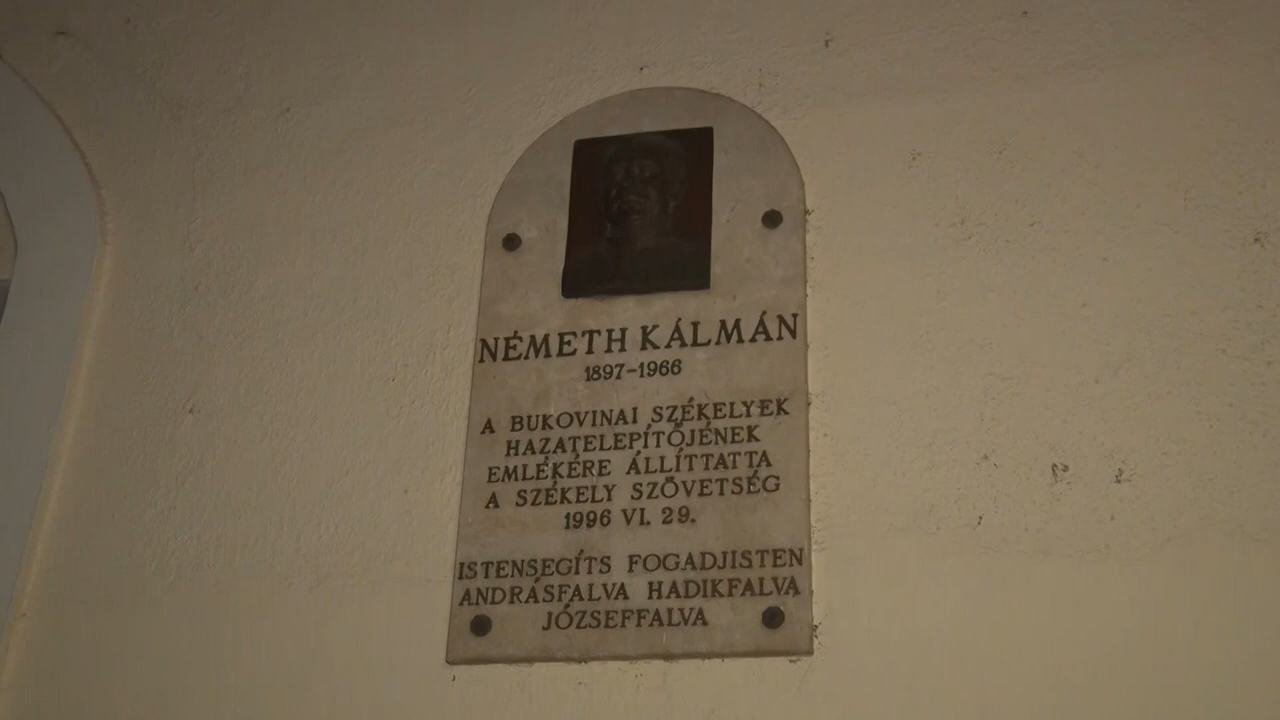 NÉMETH KÁLMÁN
1897-1966
A BUKOVINAI SZÉKELYEK
HAZATELEPÍTŐJÉNEK
EMLÉKÉRE ÁLLÍTTATTA
A SZÉKELY SZÖVETSÉG
1996 VI. 29.
ISTENSEGÍTS FOGADJISTEN
ANDRÁSFALVA HADIKFALVA
JÓZSEFFALVA